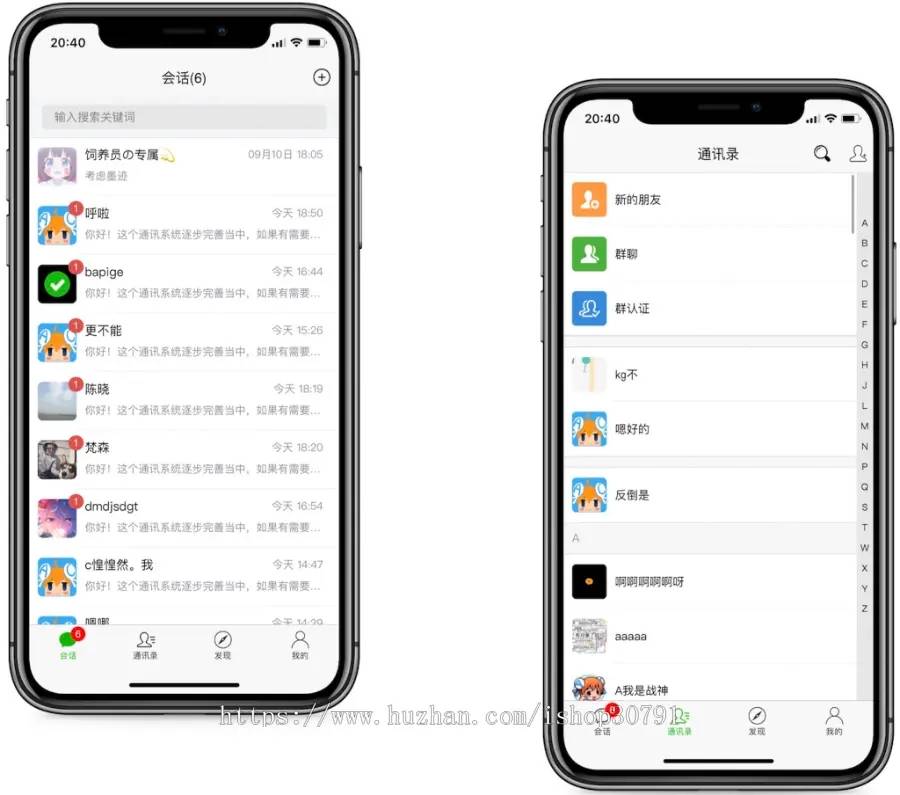 20:40
会话(6)
输入搜索关键词
饲养员の专属💫
09月10日 18:05
考虑墨迹
1
呼啦
今天 18:50
你好！这个通讯系统逐步完善当中，如果有需要...
1
bapige
今天 16:44
你好！这个通讯系统逐步完善当中，如果有需要...
1
更不能
今天 15:26
你好！这个通讯系统逐步完善当中，如果有需要...
1
陈晓
今天 18:19
你好！这个通讯系统逐步完善当中，如果有需要...
1
梵森
今天 18:20
你好！这个通讯系统逐步完善当中，如果有需要...
1
dmdjsdgt
今天 16:54
你好！这个通讯系统逐步完善当中，如果有需要...
c惶惶然。我
今天 14:47
你好！这个通讯系统逐步完善当中，如果有需要...
今天 14:29
6
会话
通讯录
发现
我的
20:40
通讯录
新的朋友
群聊
群认证
kg不
嗯好的
反倒是
A
啊啊啊啊啊呀
aaaaa
A我是战神
A
B
C
D
E
F
G
H
J
L
M
N
P
Q
S
T
W
X
Y
Z
会话
通讯录
发现
我的
https://www.huzhan.com/ishop30791